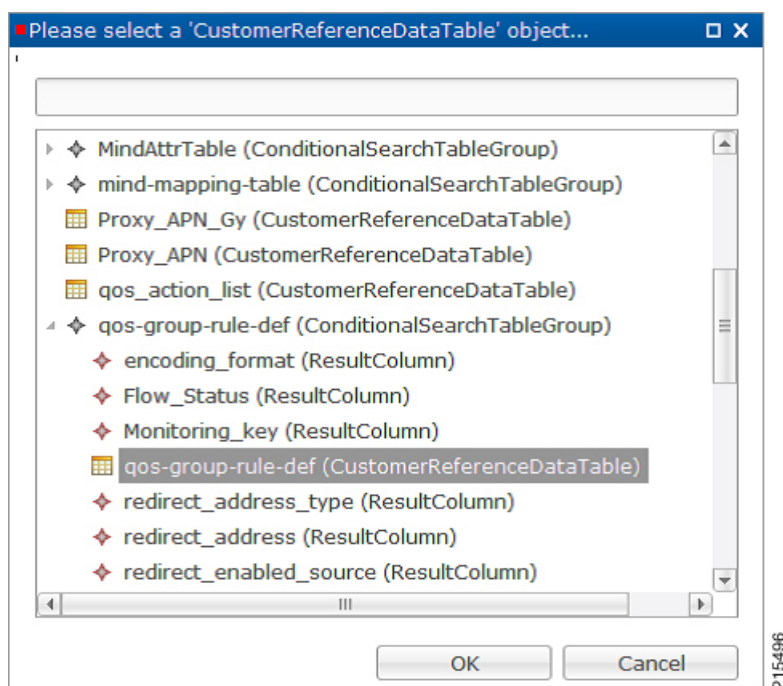 Please select a 'CustomerReferenceDataTable' object...
MindAttrTable (ConditionalSearchTableGroup)
mind-mapping-table (ConditionalSearchTableGroup)
Proxy_APN_Gy (CustomerReferenceDataTable)
Proxy_APN (CustomerReferenceDataTable)
qos_action_list (CustomerReferenceDataTable)
qos-group-rule-def (ConditionalSearchTableGroup)
encoding_format (ResultColumn)
Flow_Status (ResultColumn)
Monitoring_key (ResultColumn)
qos-group-rule-def (CustomerReferenceDataTable)
redirect_address_type (ResultColumn)
redirect_address (ResultColumn)
redirect_enabled_source (ResultColumn)
OK Cancel